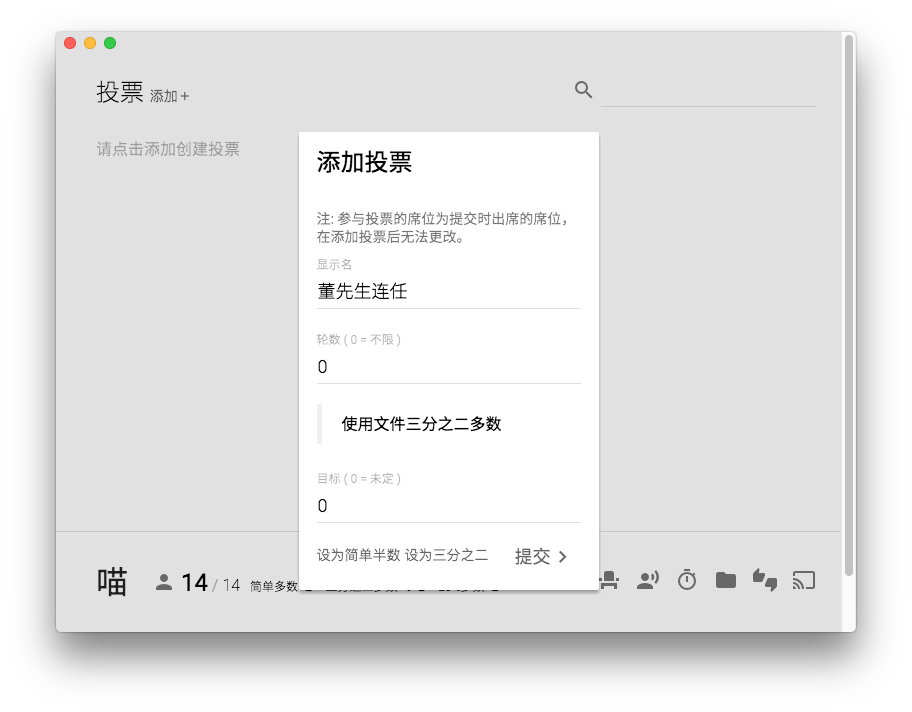 投票 添加+
请点击添加创建投票
添加投票
注: 参与投票的席位为提交时出席的席位，
在添加投票后无法更改。
显示名
董先生连任
轮数 ( 0 = 不限 )
0
使用文件三分之二多数
目标 ( 0 = 未定 )
0
设为简单半数 设为三分之二 提交
喵 14 / 14 简单多数